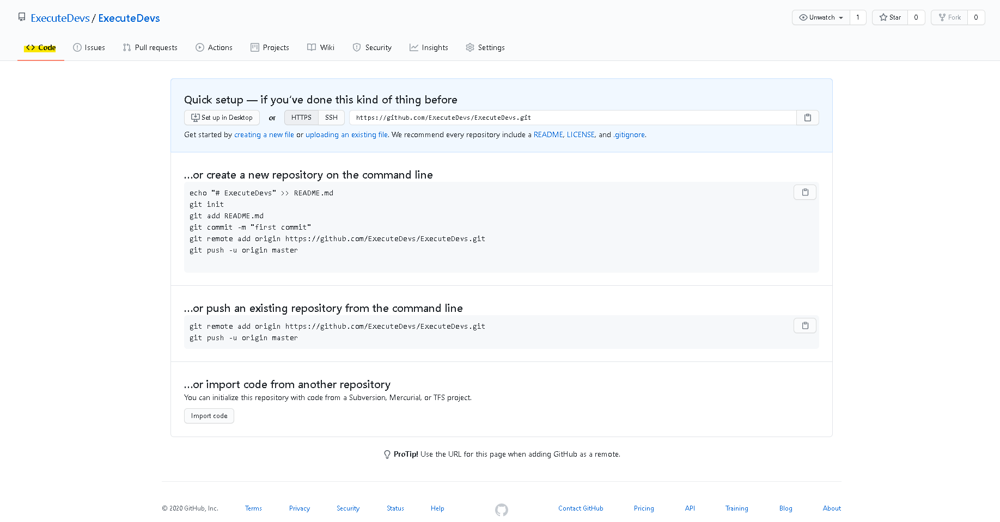 ExecuteDevs / ExecuteDevs
Unwatch 1 Star 0 Fork 0
Code Issues Pull requests Actions Projects Wiki Security Insights Settings
Quick setup — if you’ve done this kind of thing before
Set up in Desktop or HTTPS SSH https://github.com/ExecuteDevs/ExecuteDevs.git
Get started by creating a new file or uploading an existing file. We recommend every repository include a README, LICENSE, and .gitignore.
…or create a new repository on the command line
echo "# ExecuteDevs" >> README.md
git init
git add README.md
git commit -m "first commit"
git remote add origin https://github.com/ExecuteDevs/ExecuteDevs.git
git push -u origin master
…or push an existing repository from the command line
git remote add origin https://github.com/ExecuteDevs/ExecuteDevs.git
git push -u origin master
…or import code from another repository
You can initialize this repository with code from a Subversion, Mercurial, or TFS project.
Import code
ProTip! Use the URL for this page when adding GitHub as a remote.
© 2020 GitHub, Inc. Terms Privacy Security Status Help Contact GitHub Pricing API Training Blog About